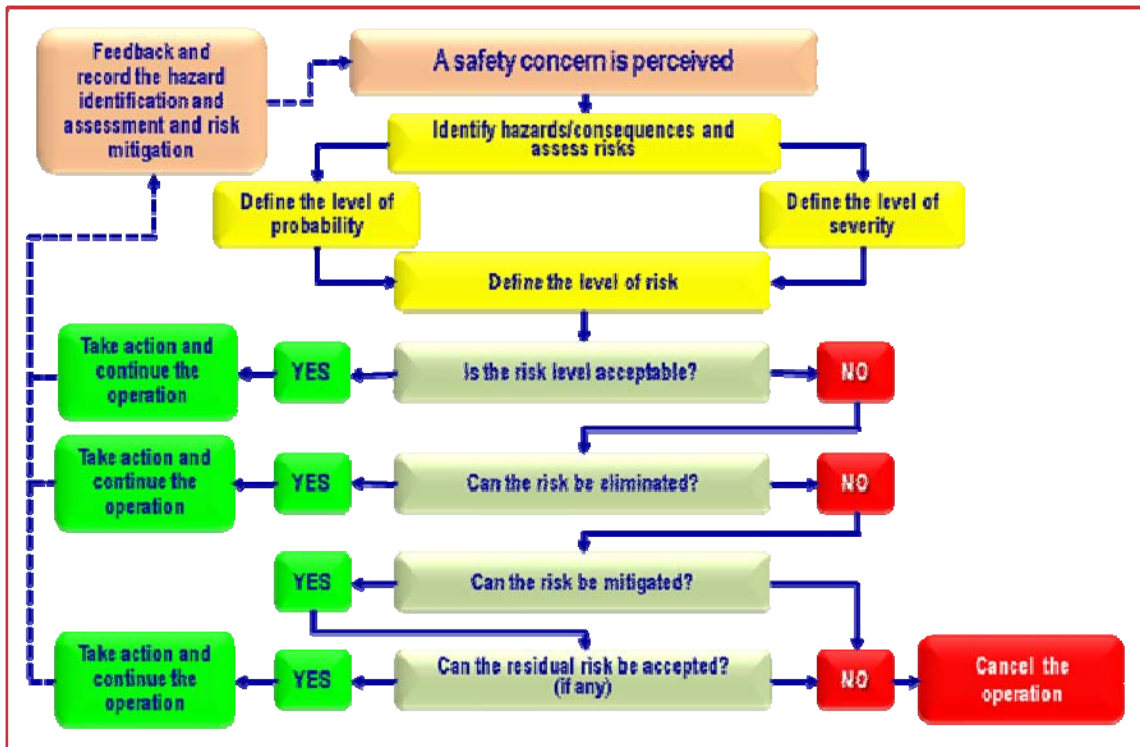 Feedback and
record the hazard
identification and
assessment and risk
mitigation
A safety concern is perceived
Identify hazards/consequences and
assess risks
Define the level of
probability
Define the level of
severity
Define the level of risk
Take action and
continue the
operation
YES
Is the risk level acceptable?
NO
Take action and
continue the
operation
YES
Can the risk be eliminated?
NO
YES
Can the risk be mitigated?
Take action and
continue the
operation
YES
Can the residual risk be accepted?
(if any)
NO
Cancel the
operation